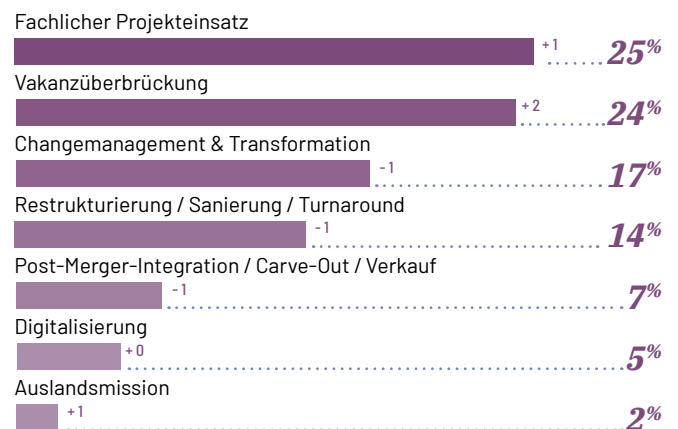 Fachlicher Projekteinsatz
+1 25%
Vakanzüberbrückung
+2 24%
Changemanagement & Transformation
-1 17%
Restrukturierung / Sanierung / Turnaround
-1 14%
Post-Merger-Integration / Carve-Out / Verkauf
-1 7%
Digitalisierung
+0 5%
Auslandsmission
+1 2%